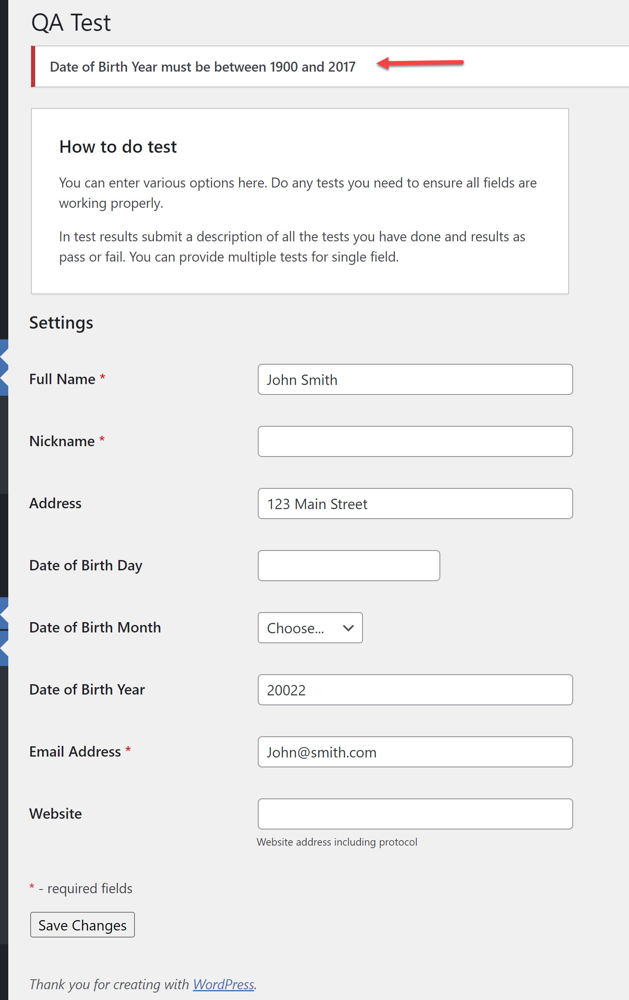 QA Test
Date of Birth Year must be between 1900 and 2017
How to do test
You can enter various options here. Do any tests you need to ensure all fields are
working properly.
In test results submit a description of all the tests you have done and results as
pass or fail. You can provide multiple tests for single field.
Settings
Full Name *
John Smith
Nickname *
Address
123 Main Street
Date of Birth Day
Date of Birth Month
Choose...
Date of Birth Year
20022
Email Address *
John@smith.com
Website
Website address including protocol
* - required fields
Save Changes
Thank you for creating with WordPress.